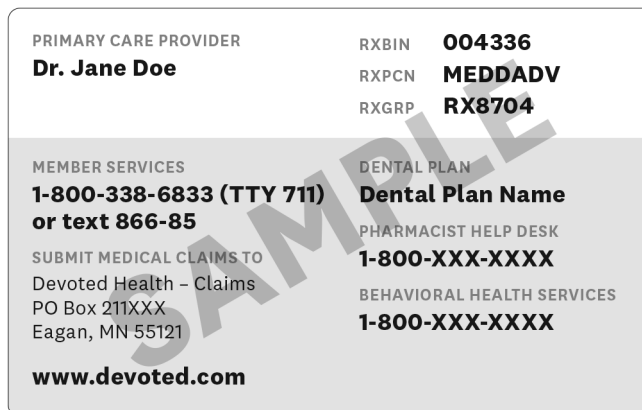 PRIMARY CARE PROVIDER
Dr. Jane Doe
RXBIN 004336
RXPCN MEDDADV
RXGRP RX8704
MEMBER SERVICES
1-800-338-6833 (TTY 711)
or text 866-85
SUBMIT MEDICAL CLAIMS TO
Devoted Health – Claims
PO Box 211XXX
Eagan, MN 55121
www.devoted.com
DENTAL PLAN
Dental Plan Name
PHARMACIST HELP DESK
1-800-XXX-XXXX
BEHAVIORAL HEALTH SERVICES
1-800-XXX-XXXX
SAMPLE